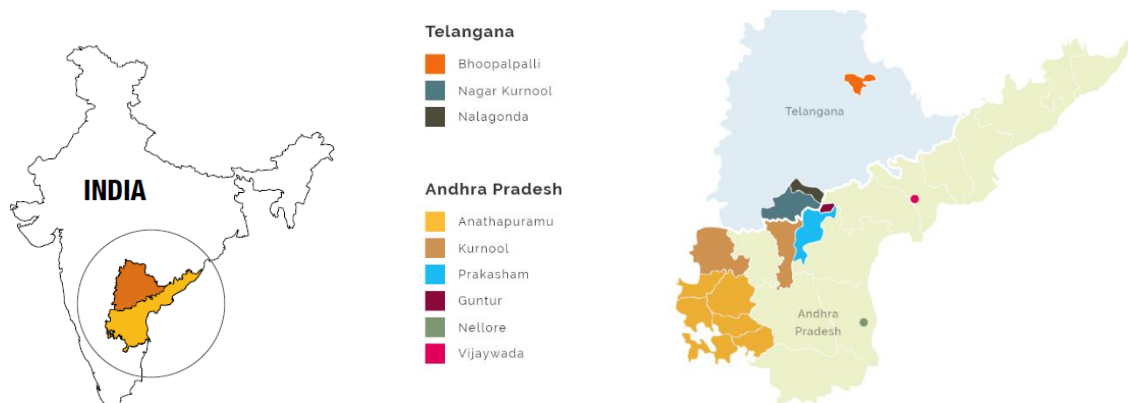 INDIA
Telangana
Bhoopalpalli
Nagar Kurnool
Nalagonda
Andhra Pradesh
Anathapuramu
Kurnool
Prakasham
Guntur
Nellore
Vijaywada
Telangana
Andhra
Pradesh